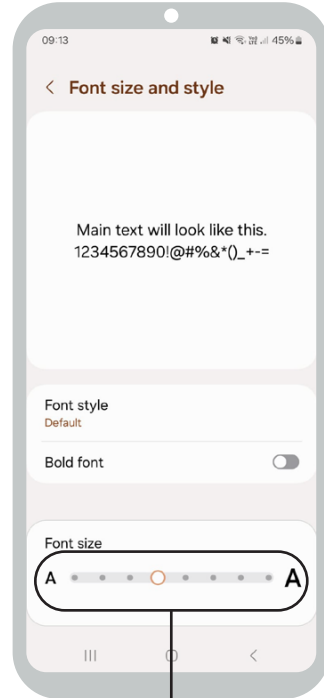 09:13 45%
Font size and style
Main text will look like this.
1234567890!@#%&*()_+-=
Font style
Default
Bold font
Font size
A A